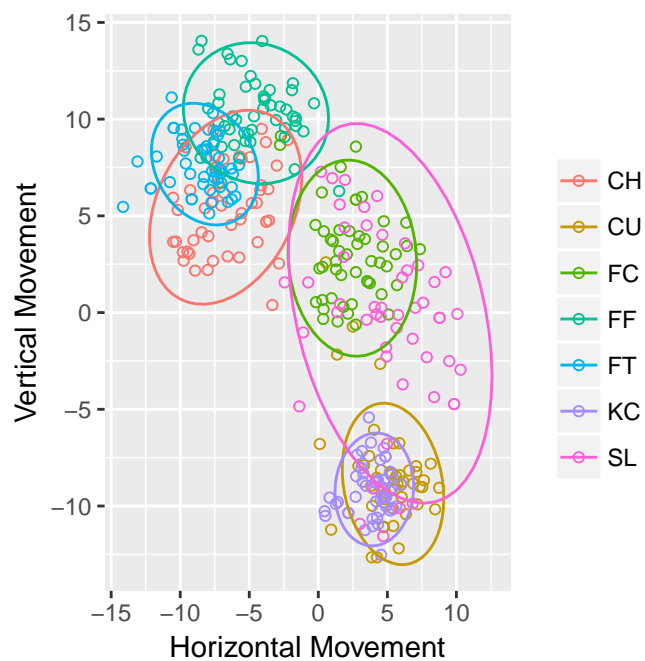 15
10
5
0
−5
−10
−15
−10
−5
0
5
10
Horizontal Movement
Vertical Movement
CH
CU
FC
FF
FT
KC
SL